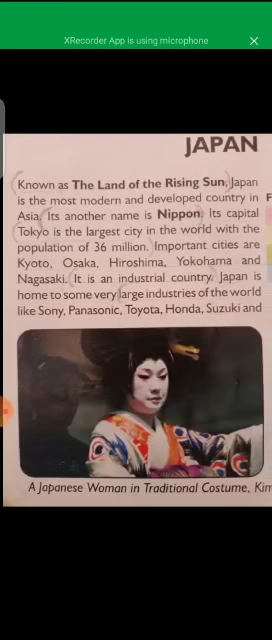 XRecorder App is using microphone
JAPAN
Known as The Land of the Rising Sun, Japan
is the most modern and developed country in
Asia. Its another name is Nippon. Its capital
Tokyo is the largest city in the world with the
population of 36 million. Important cities are
Kyoto, Osaka, Hiroshima, Yokohama and
Nagasaki. It is an industrial country. Japan is
home to some very large industries of the world
like Sony, Panasonic, Toyota, Honda, Suzuki and
A Japanese Woman in Traditional Costume,